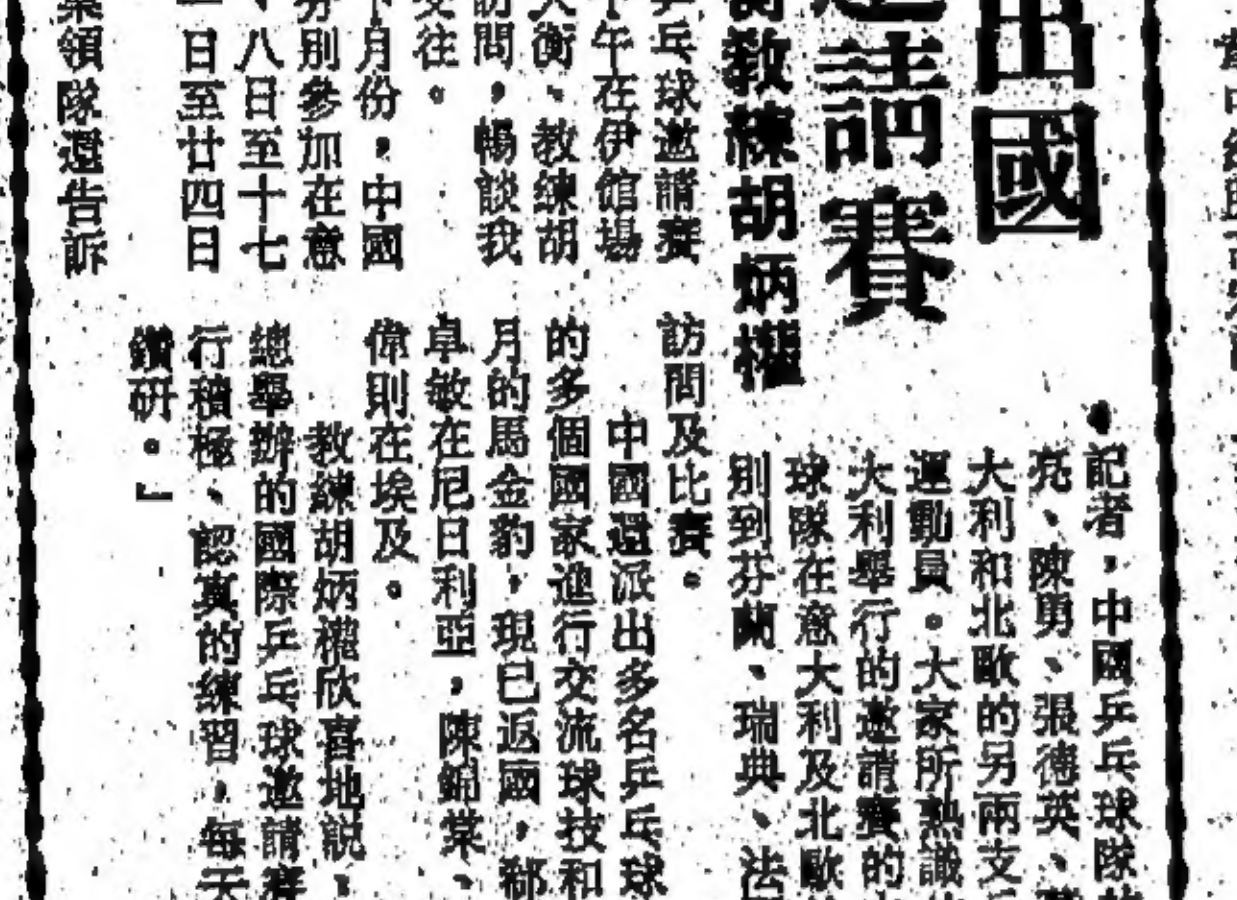 出國
邀請賽
衡教練胡炳權
乒乓球邀請賽
午在伊館場
大衡、教練胡
訪問，暢談我
交往。
下月份，中國
分別參加在意
、八日至十七
日至廿四日
葉領隊還告訴
記者，中國乒乓球隊
亮、陳勇、張德英、
大利和北歐的另兩支
運動員。大家所熟識
大利舉行的邀請賽的
球隊在意大利及北歐
別到芬蘭、瑞典、法
訪問及比賽。
中國還派出多名乒乓球
的多個國家進行交流球技和
月的馬金豹，現已返國，郗
卓敏在尼日利亞，陳錦棠、
偉則在埃及。
教練胡炳權欣喜地説：
總舉辦的國際乒乓球邀請賽
行積極、認真的練習，每天
鑽研。』